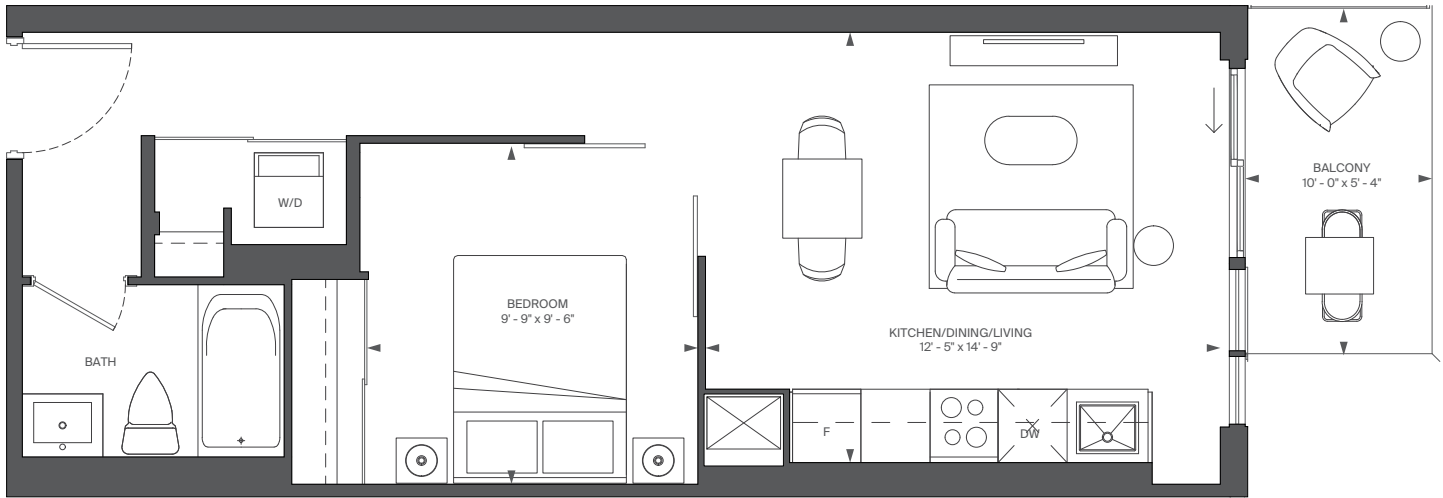 BALCONY
10' - 0" x 5' - 4"
W/D
BEDROOM
9' - 9" x 9' - 6"
KITCHEN/DINING/LIVING
12' - 5" x 14' - 9"
BATH
F
DW